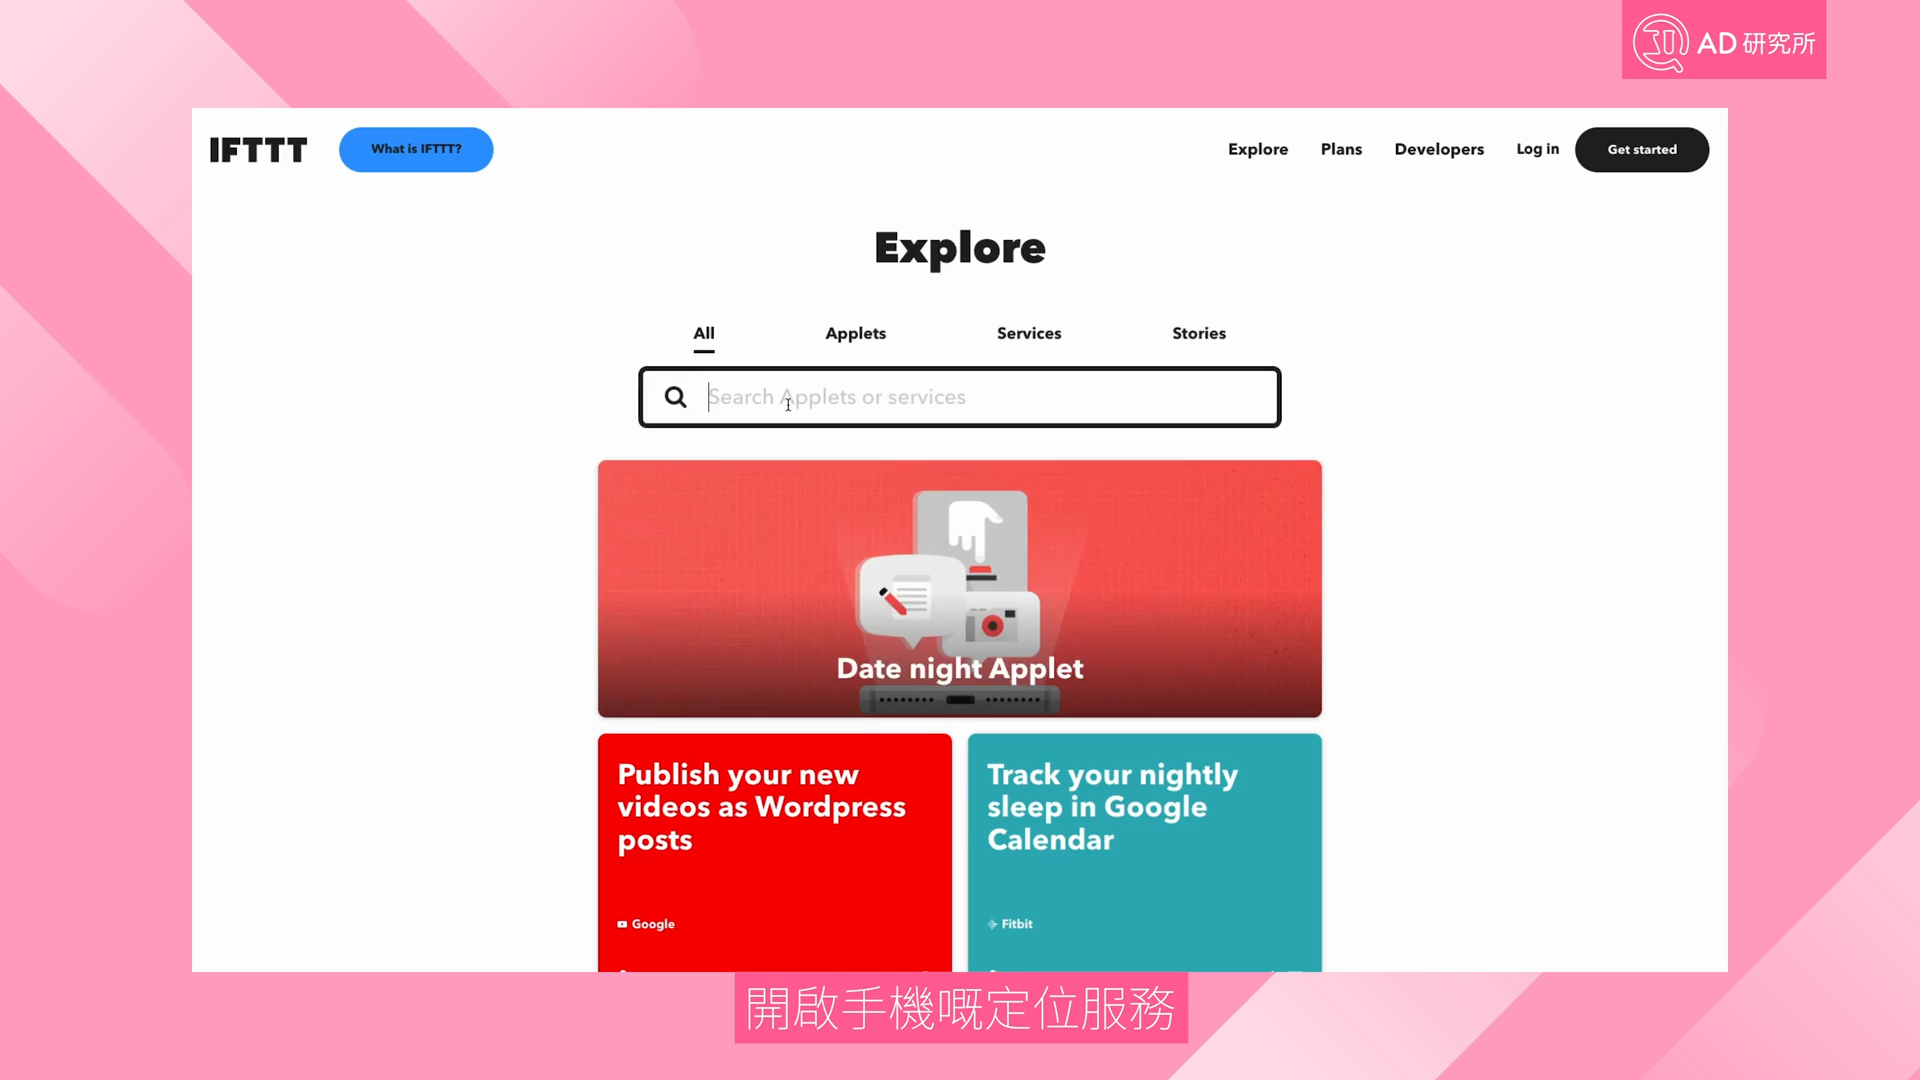 AD 研究所
IFTTT
What is IFTTT?
Explore
Plans
Developers
Log in
Get started
Explore
All
Applets
Services
Stories
Search Applets or services
Date night Applet
Publish your new
videos as Wordpress
posts
Google
Track your nightly
sleep in Google
Calendar
Fitbit
開啟手機嘅定位服務